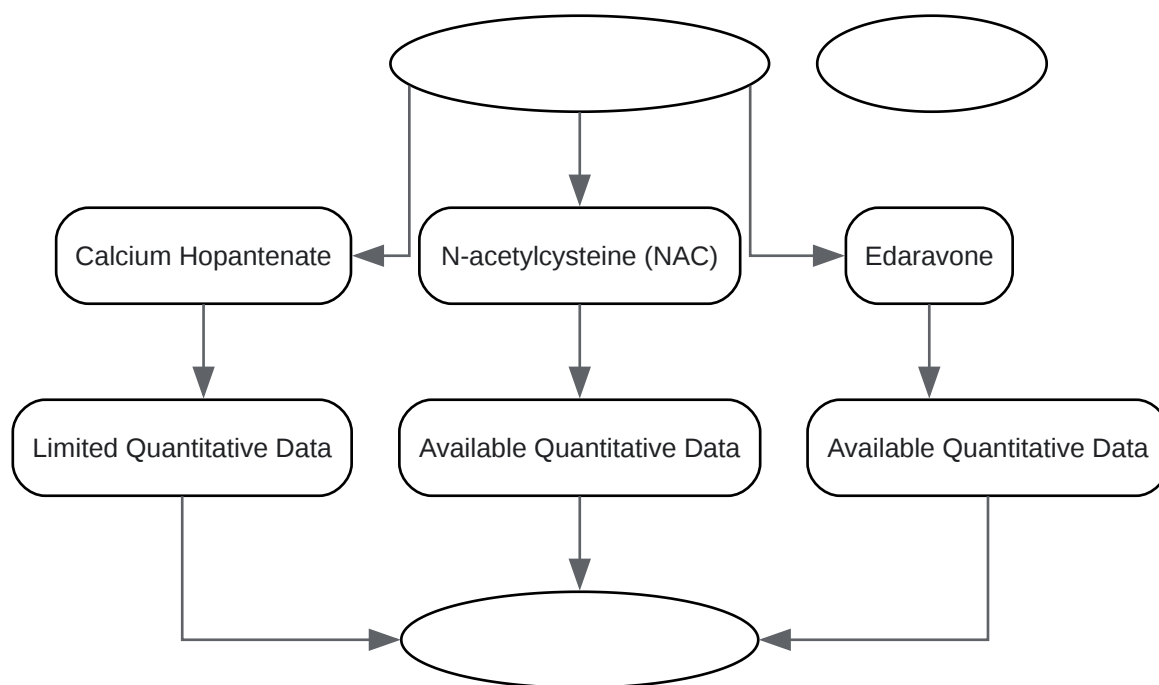 Calcium Hopantenate
N-acetylcysteine (NAC)
Edaravone
Limited Quantitative Data
Available Quantitative Data
Available Quantitative Data